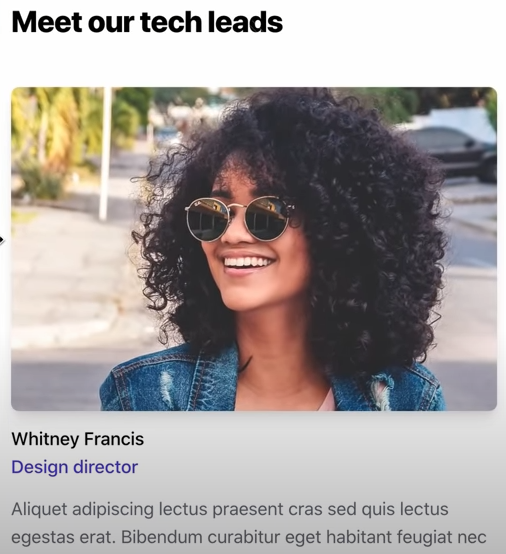 Meet our tech leads
Whitney Francis
Design director
Aliquet adipiscing lectus praesent cras sed quis lectus
egestas erat. Bibendum curabitur eget habitant feugiat nec